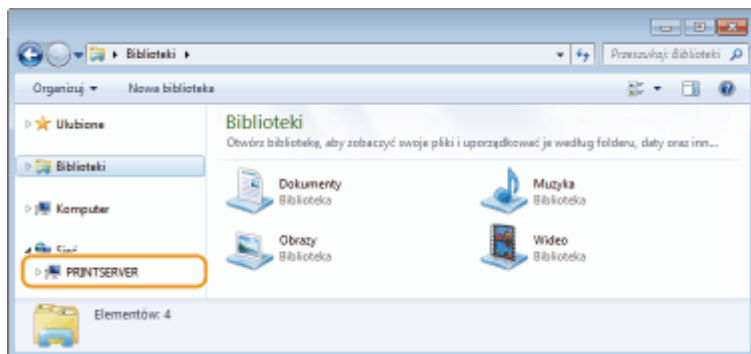 Biblioteki
Przeszukaj: Biblioteki
Organizuj
Nowa biblioteka
Ulubione
Biblioteki
Komputer
Sieć
PRINTSERVER
Biblioteki
Otwórz bibliotekę, aby zobaczyć swoje pliki i uporządkować je według folderu, daty oraz inn...
Dokumenty
Biblioteka
Muzyka
Biblioteka
Obrazy
Biblioteka
Wideo
Biblioteka
Elementów: 4